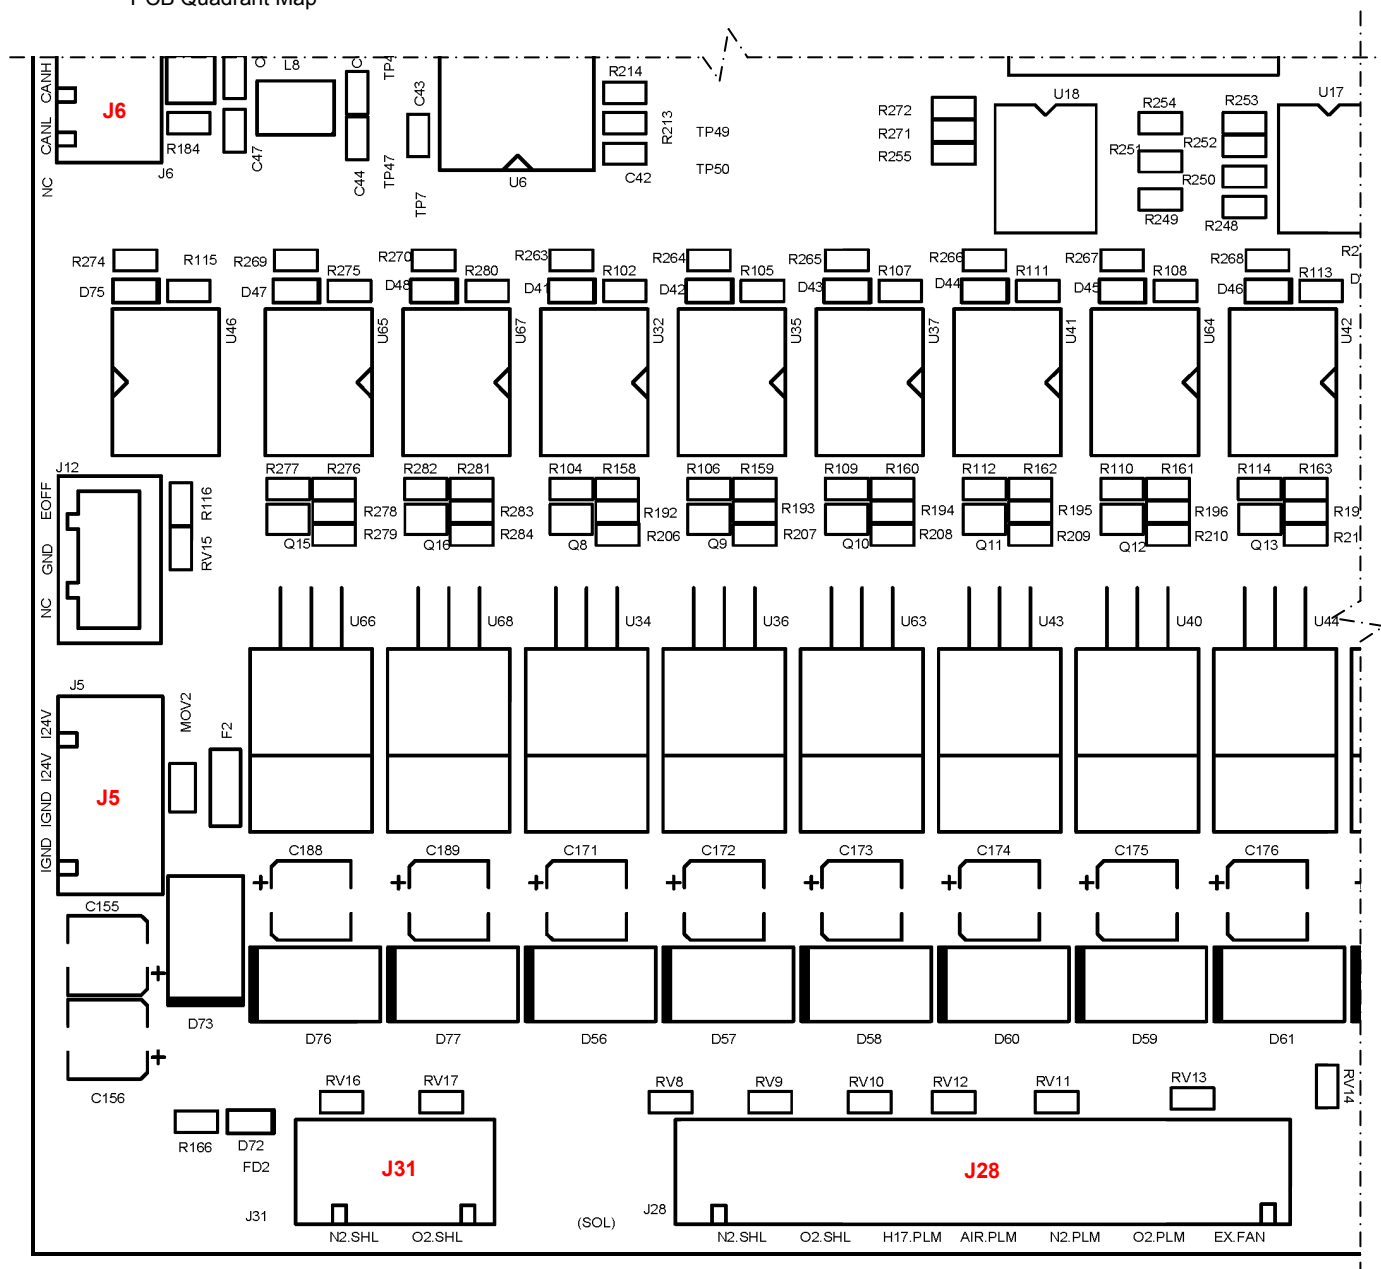 PCB Quadrant Map
CANH
CANL
NC
J6
R184
J6
C
C47
L8
C
C44
TP4
TP47
C43
TP7
U6
R214
R213
C42
TP49
TP50
R272
R271
R255
U18
R254
R251
R249
R253
R252
R250
R248
U17
R274
R115
R269
R275
R270
R280
R263
R102
R264
R105
R265
R107
R266
R111
R267
R108
R268
R113
R2
D75
D47
D48
D41
D42
D43
D44
D45
D46
D
U46
U65
U67
U32
U35
U37
U41
U64
U42
J12
R277
R276
R282
R281
R104
R158
R106
R159
R109
R160
R112
R162
R110
R161
R114
R163
EOFF
GND
NC
R116
RV15
R278
R283
R192
R193
R194
R195
R196
R19
R279
R284
R206
R207
R208
R209
R210
R21
Q15
Q16
Q8
Q9
Q10
Q11
Q12
Q13
U66
U68
U34
U36
U63
U43
U40
U44
J5
I24V
I24V
IGND
IGND
J5
MOV2
F2
C188
C189
C171
C172
C173
C174
C175
C176
C155
C156
D73
D76
D77
D56
D57
D58
D60
D59
D61
RV16
RV17
RV8
RV9
RV10
RV12
RV11
RV13
RV14
R166
D72
FD2
J31
J31
J28
J28
(SOL)
N2.SHL
O2.SHL
N2.SHL
O2.SHL
H17.PLM
AIR.PLM
N2.PLM
O2.PLM
EX.FAN